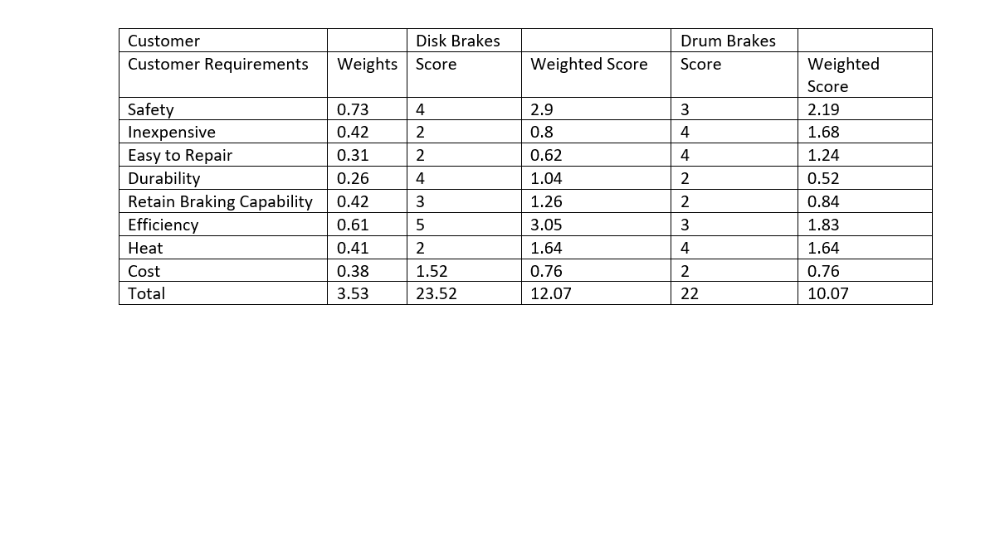 Customer Disk Brakes Drum Brakes
Customer Requirements Weights Score Weighted Score Score Weighted
Score
Safety 0.73 4 2.9 3 2.19
Inexpensive 0.42 2 0.8 4 1.68
Easy to Repair 0.31 2 0.62 4 1.24
Durability 0.26 4 1.04 2 0.52
Retain Braking Capability 0.42 3 1.26 2 0.84
Efficiency 0.61 5 3.05 3 1.83
Heat 0.41 2 1.64 4 1.64
Cost 0.38 1.52 0.76 2 0.76
Total 3.53 23.52 12.07 22 10.07